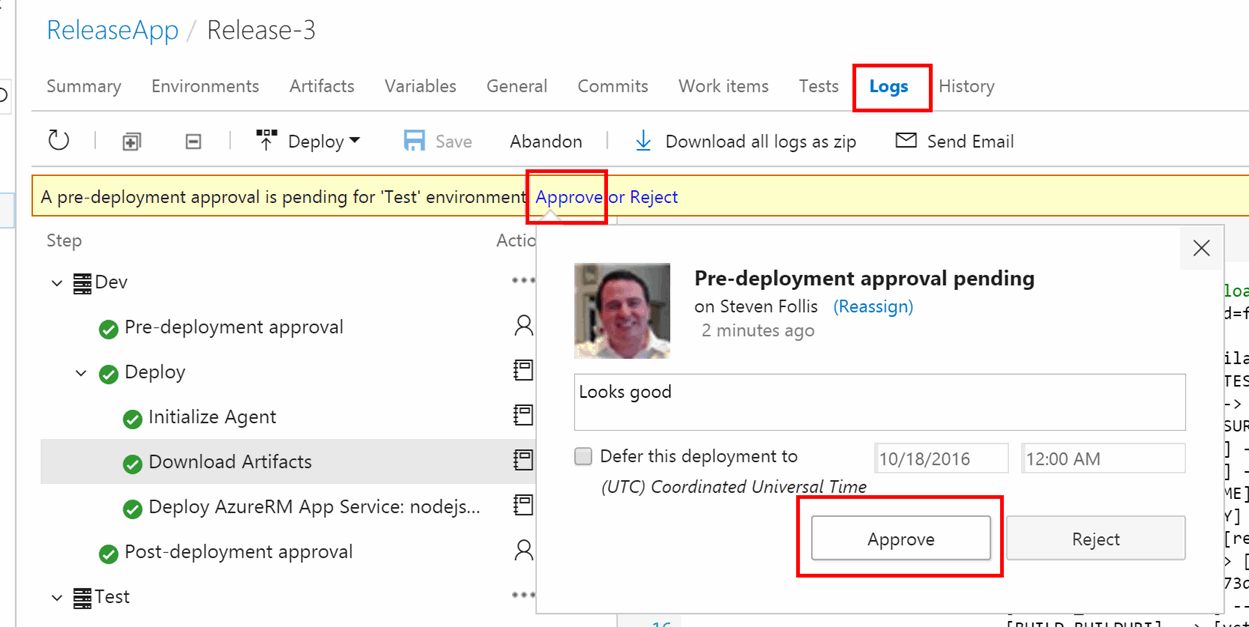 ReleaseApp / Release-3
Summary Environments Artifacts Variables General Commits Work items Tests Logs History
Deploy Save Abandon Download all logs as zip Send Email
A pre-deployment approval is pending for 'Test' environment Approve or Reject
Step Actio
Dev
Pre-deployment approval
Deploy
Initialize Agent
Download Artifacts
Deploy AzureRM App Service: nodejs...
Post-deployment approval
Test
Pre-deployment approval pending
on Steven Follis (Reassign)
2 minutes ago
Looks good
Defer this deployment to 10/18/2016 12:00 AM
(UTC) Coordinated Universal Time
Approve Reject